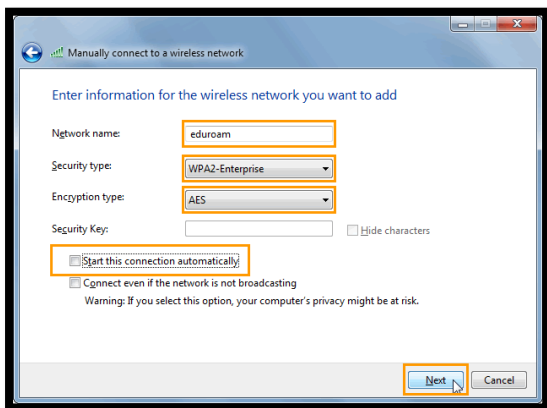 Manually connect to a wireless network
Enter information for the wireless network you want to add
Network name:
eduroam
Security type:
WPA2-Enterprise
Encryption type:
AES
Security Key:
Hide characters
Start this connection automatically
Connect even if the network is not broadcasting
Warning: If you select this option, your computer's privacy might be at risk.
Next
Cancel